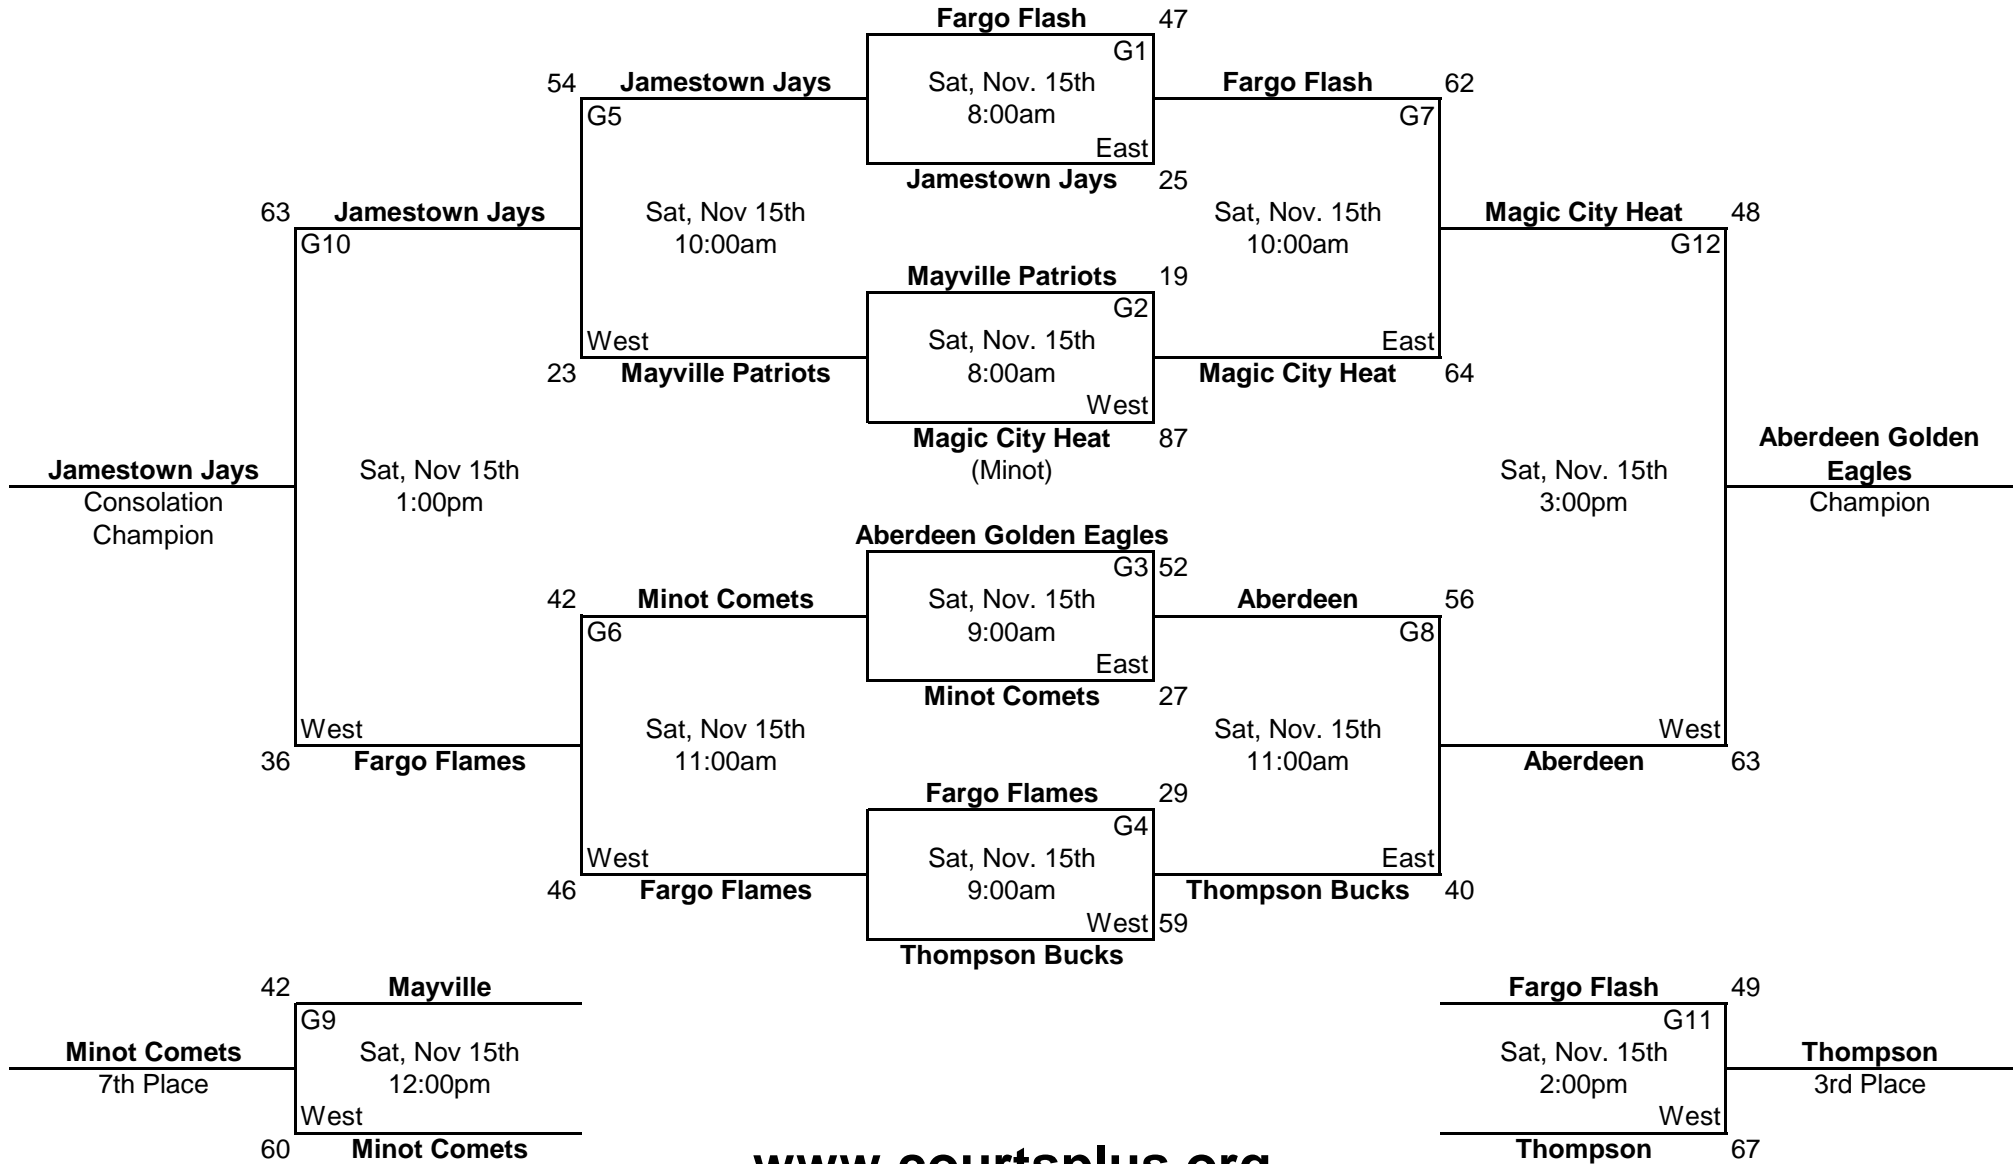 Fargo Flash 47
G1
54 Jamestown Jays Sat, Nov. 15th Fargo Flash 62
G5 8:00am G7
East
Jamestown Jays 25
63 Jamestown Jays Sat, Nov 15th Sat, Nov. 15th Magic City Heat 48
G10 10:00am 10:00am G12
Mayville Patriots 19
G2
West Sat, Nov. 15th East
23 Mayville Patriots 8:00am Magic City Heat 64
West
Magic City Heat 87 Aberdeen Golden
Jamestown Jays Sat, Nov 15th (Minot) Sat, Nov. 15th Eagles
Consolation 1:00pm 3:00pm Champion
Champion
Aberdeen Golden Eagles
G3 52
42 Minot Comets Sat, Nov. 15th Aberdeen 56
G6 9:00am G8
East
Minot Comets 27
West Sat, Nov 15th Sat, Nov. 15th West
36 Fargo Flames 11:00am 11:00am Aberdeen 63
Fargo Flames 29
G4
West Sat, Nov. 15th East
46 Fargo Flames 9:00am Thompson Bucks 40
West 59
Thompson Bucks
42 Mayville Fargo Flash 49
G9 G11
Minot Comets Sat, Nov 15th Sat, Nov. 15th Thompson
7th Place 12:00pm 2:00pm 3rd Place
West West
60 Minot Comets www.courtsplus.org Thompson 67